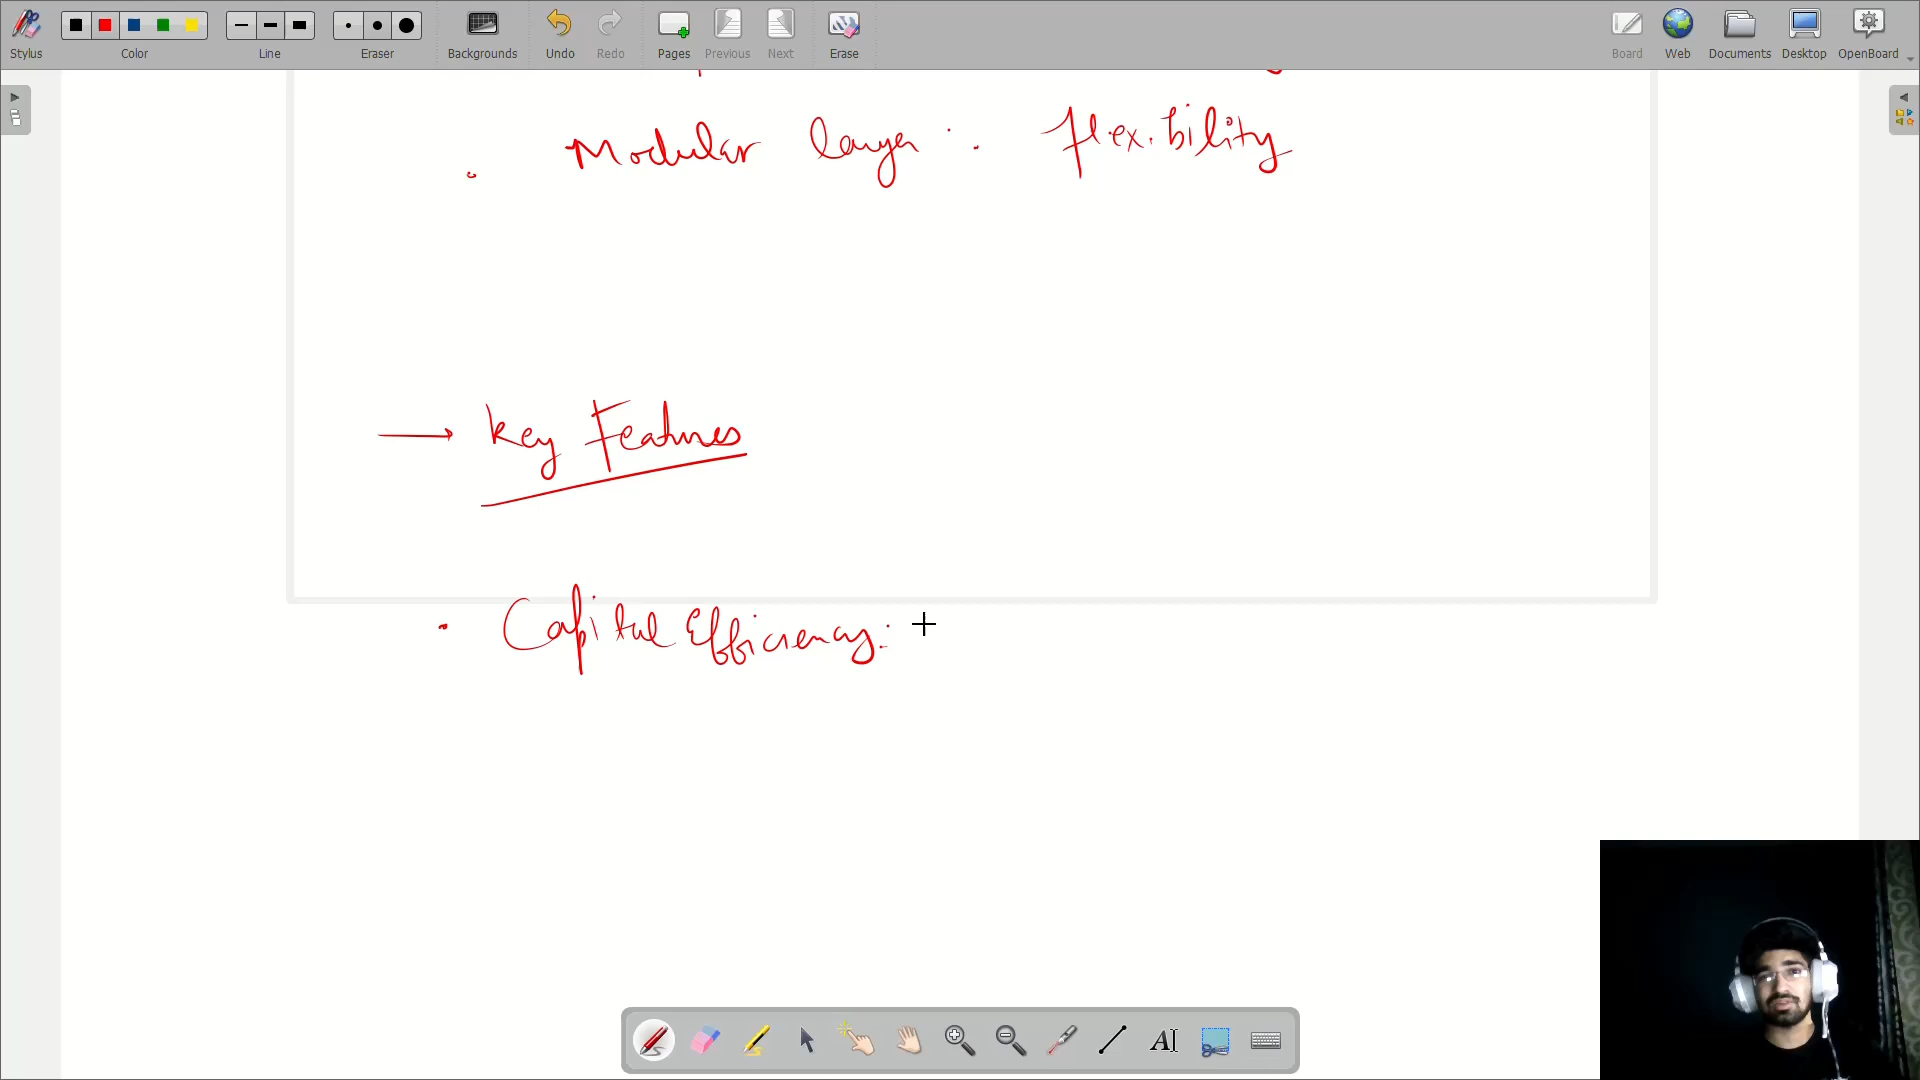 Stylus Color Line Eraser Backgrounds Undo Redo Pages Previous Next Erase Board Web Documents Desktop OpenBoard
. Modular layer : flexibility
→ Key Features
. Capital Efficiency :
AI